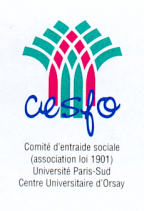 cesfo
Comité d'entraide sociale
(association loi 1901)
Université Paris-Sud
Centre Universitaire d'Orsay